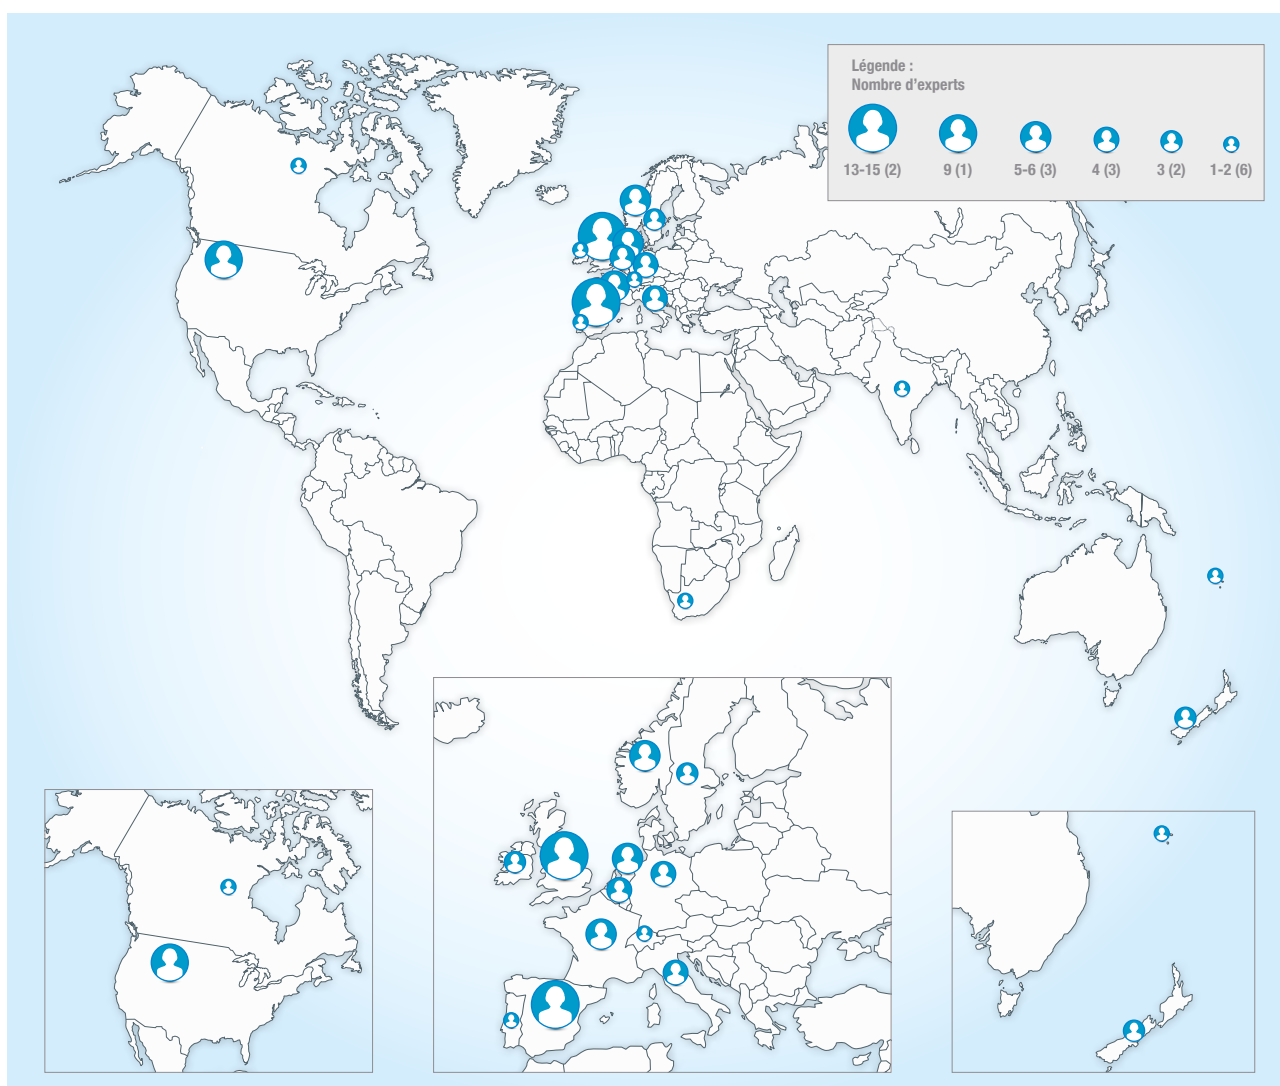 Légende :
Nombre d'experts
13-15 (2) 9 (1) 5-6 (3) 4 (3) 3 (2) 1-2 (6)